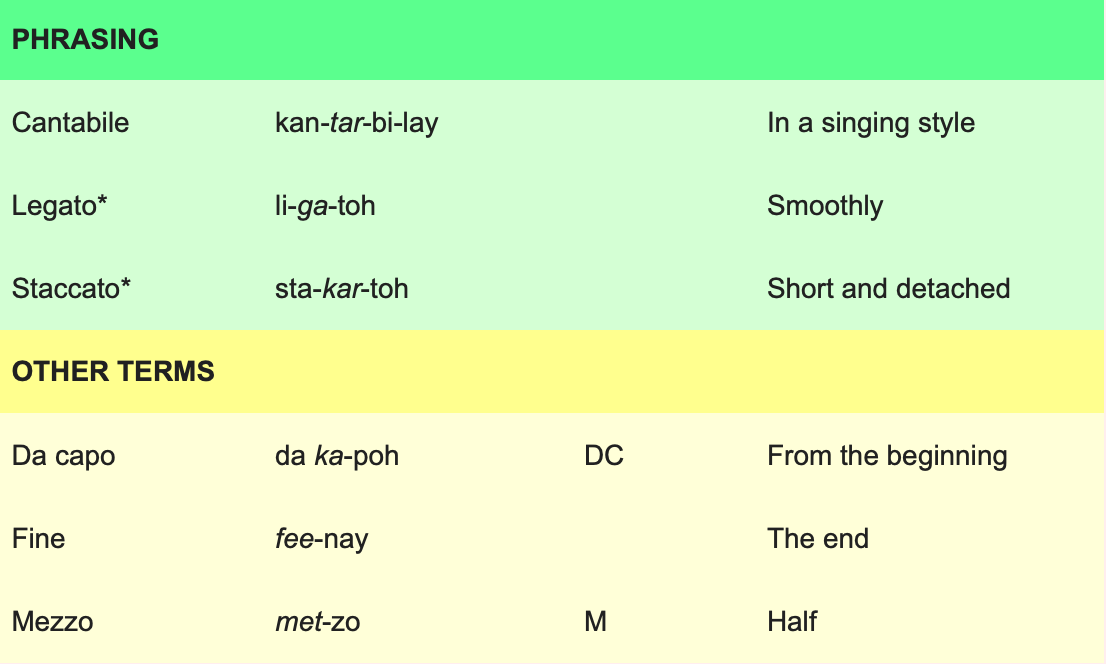 PHRASING
Cantabile kan-tar-bi-lay In a singing style
Legato* li-ga-toh Smoothly
Staccato* sta-kar-toh Short and detached
OTHER TERMS
Da capo da ka-poh DC From the beginning
Fine fee-nay The end
Mezzo met-zo M Half